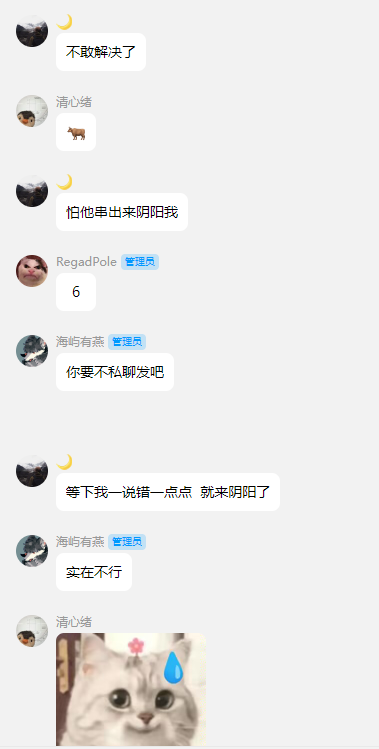 🌙
不敢解决了
清心绪
🐂
🌙
怕他串出来阴阳我
RegadPole 管理员
6
海屿有燕 管理员
你要不私聊发吧
🌙
等下我一说错一点点 就来阴阳了
海屿有燕 管理员
实在不行
清心绪